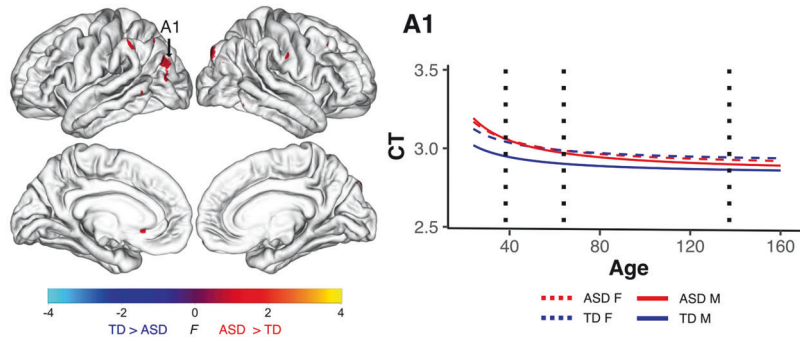 A1
-4 -2 0 2 4
TD > ASD F ASD > TD
A1
CT
3.5
3.0
2.5
40 80 120 160
Age
ASD F ASD M
TD F TD M